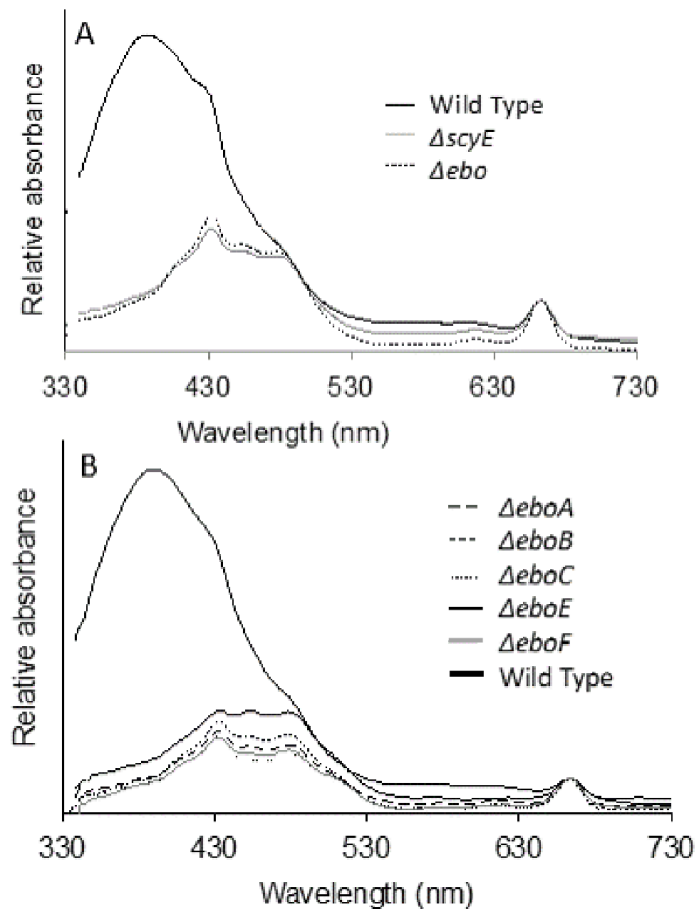 A
Relative absorbance
Wild Type
ΔscyE
Δebo
330 430 530 630 730
Wavelength (nm)
B
Relative absorbance
ΔeboA
ΔeboB
ΔeboC
ΔeboE
ΔeboF
Wild Type
330 430 530 630 730
Wavelength (nm)